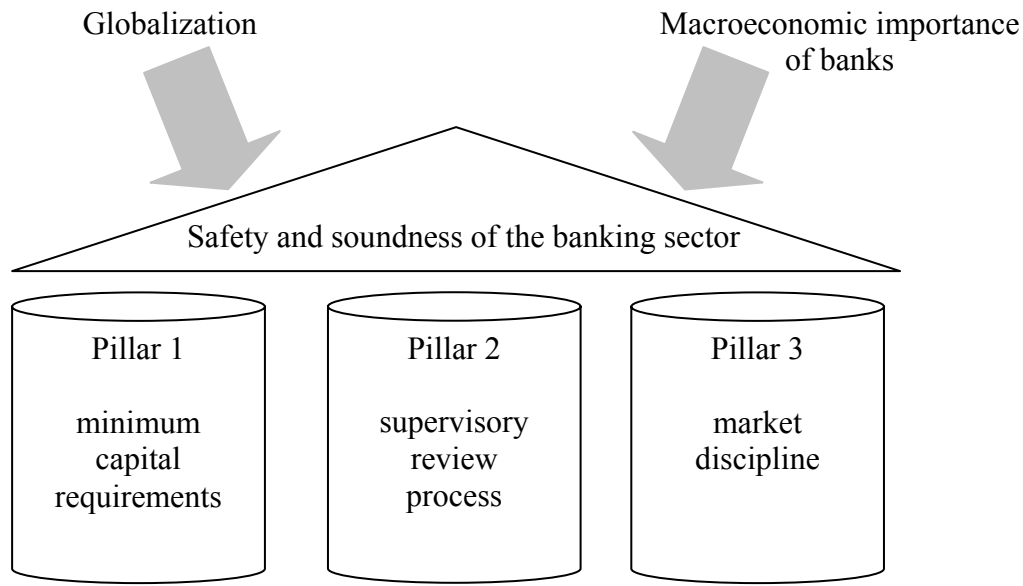 Globalization
Macroeconomic importance
of banks
Safety and soundness of the banking sector
Pillar 1
minimum
capital
requirements
Pillar 2
supervisory
review
process
Pillar 3
market
discipline